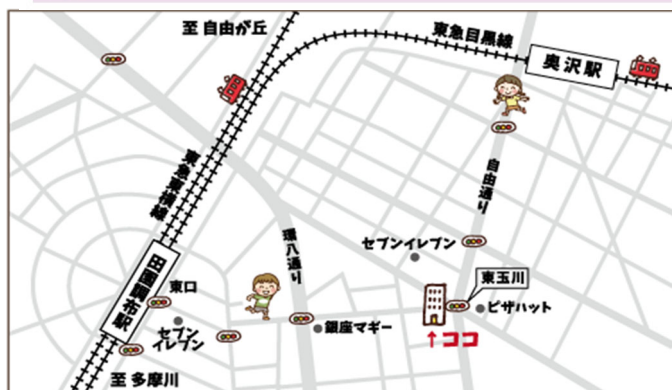 至 自由が丘
東急目黒線
奥沢駅
東急東横線
自由通り
環八通り
セブンイレブン
東玉川
田園調布駅
東口
ピザハット
銀座マギー
セブン
イレブン
↑ココ
至 多摩川